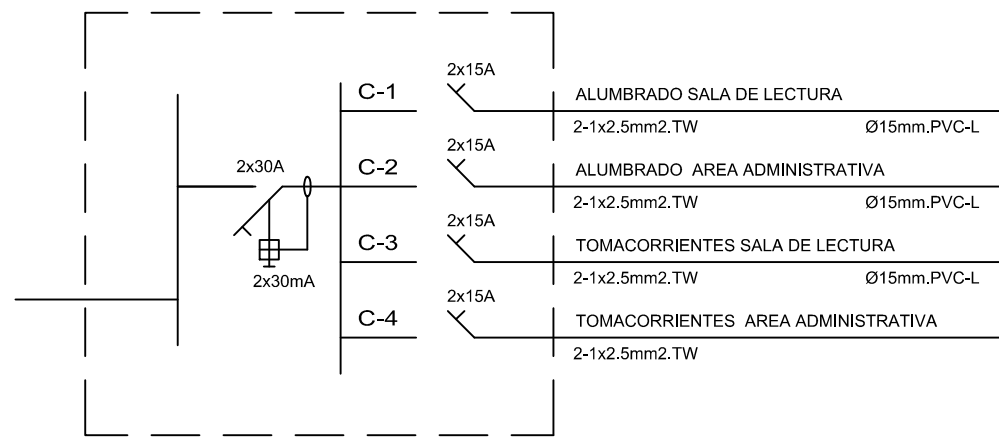 2x15A
C-1
ALUMBRADO SALA DE LECTURA
2-1x2.5mm2.TW Ø15mm.PVC-L
2x15A
2x30A
C-2
ALUMBRADO AREA ADMINISTRATIVA
2-1x2.5mm2.TW Ø15mm.PVC-L
2x15A
C-3
TOMACORRIENTES SALA DE LECTURA
2x30mA
2-1x2.5mm2.TW Ø15mm.PVC-L
2x15A
C-4
TOMACORRIENTES AREA ADMINISTRATIVA
2-1x2.5mm2.TW